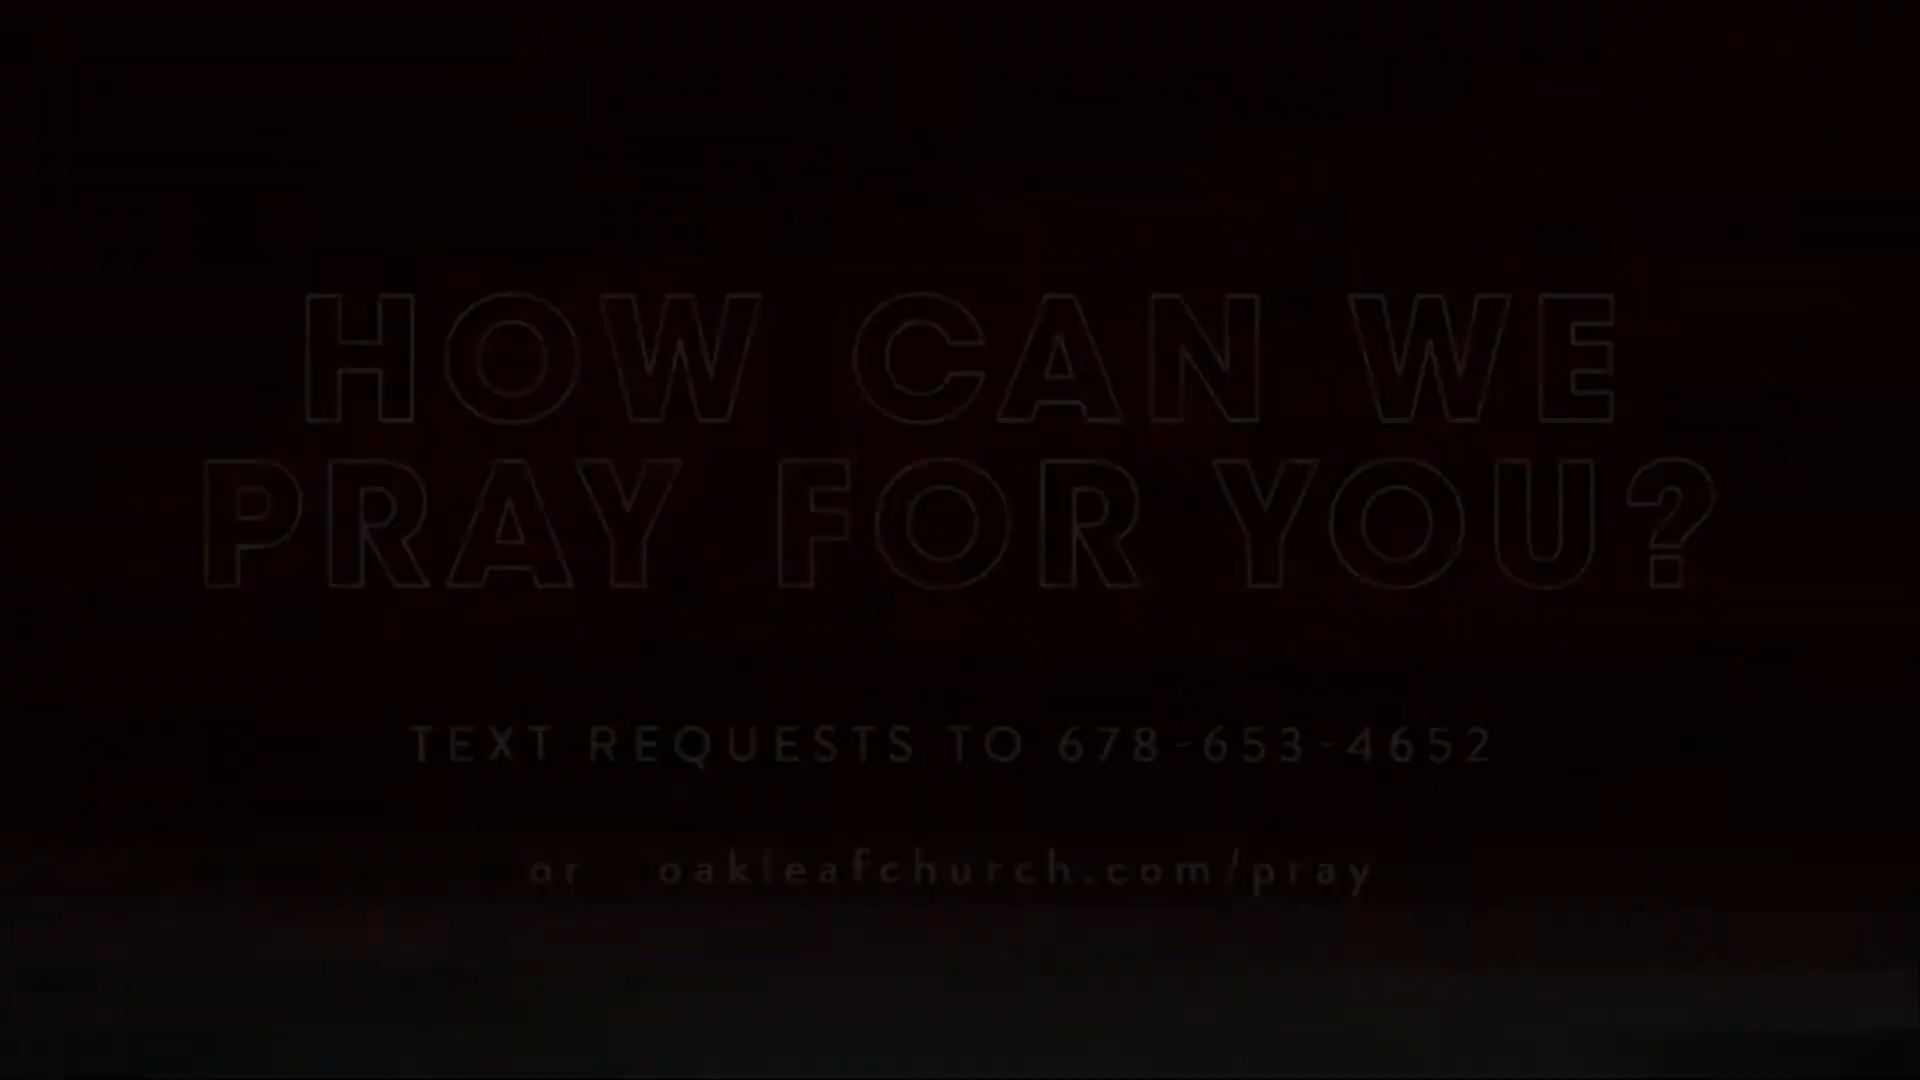 HOW CAN WE
PRAY FOR YOU?
TEXT REQUESTS TO 678-653-4652
or oakleafchurch.com/pray